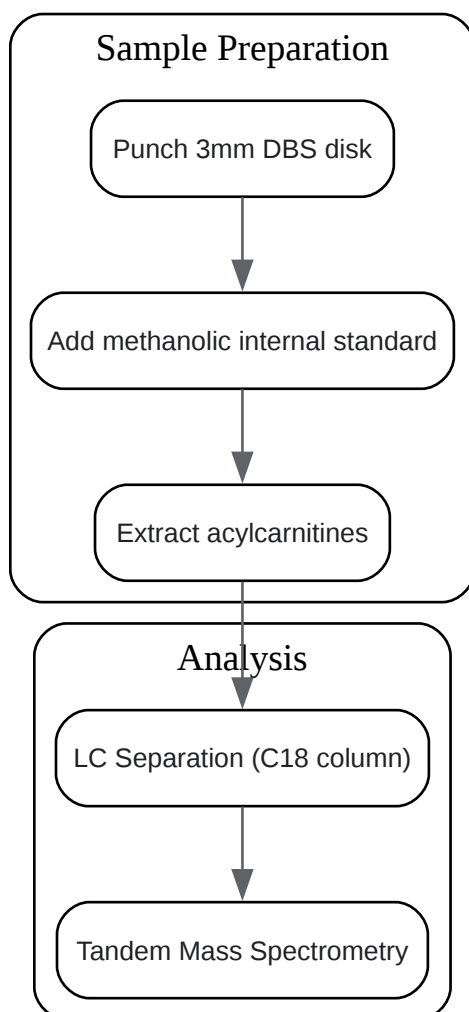 Sample Preparation
Punch 3mm DBS disk
Add methanolic internal standard
Extract acylcarnitines
Analysis
LC Separation (C18 column)
Tandem Mass Spectrometry